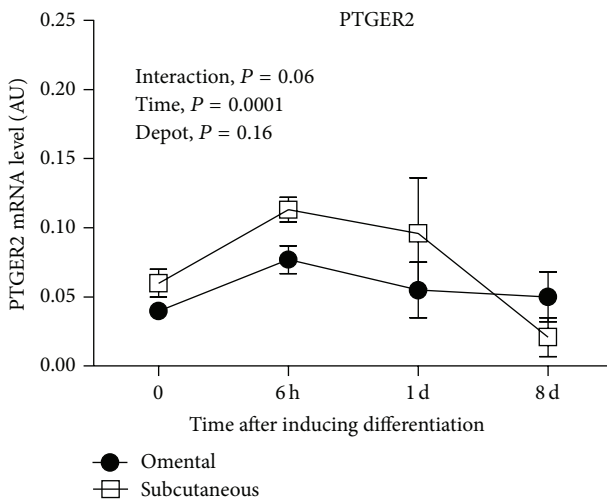 PTGER2
0.25
0.20
0.15
0.10
0.05
0.00
PTGER2 mRNA level (AU)
Interaction, P = 0.06
Time, P = 0.0001
Depot, P = 0.16
0 6 h 1 d 8 d
Time after inducing differentiation
Omental
Subcutaneous